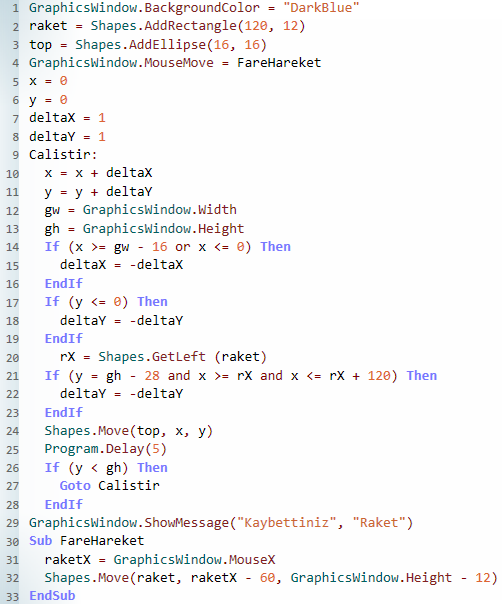 1 GraphicsWindow.BackgroundColor = "DarkBlue"
2 raket = Shapes.AddRectangle(120, 12)
3 top = Shapes.AddEllipse(16, 16)
4 GraphicsWindow.MouseMove = FareHareket
5 x = 0
6 y = 0
7 deltaX = 1
8 deltaY = 1
9 Calistir:
10 x = x + deltaX
11 y = y + deltaY
12 gw = GraphicsWindow.Width
13 gh = GraphicsWindow.Height
14 If (x >= gw - 16 or x <= 0) Then
15 deltaX = -deltaX
16 EndIf
17 If (y <= 0) Then
18 deltaY = -deltaY
19 EndIf
20 rX = Shapes.GetLeft (raket)
21 If (y = gh - 28 and x >= rX and x <= rX + 120) Then
22 deltaY = -deltaY
23 EndIf
24 Shapes.Move(top, x, y)
25 Program.Delay(5)
26 If (y < gh) Then
27 Goto Calistir
28 EndIf
29 GraphicsWindow.ShowMessage("Kaybettiniz", "Raket")
30 Sub FareHareket
31 raketX = GraphicsWindow.MouseX
32 Shapes.Move(raket, raketX - 60, GraphicsWindow.Height - 12)
33 EndSub